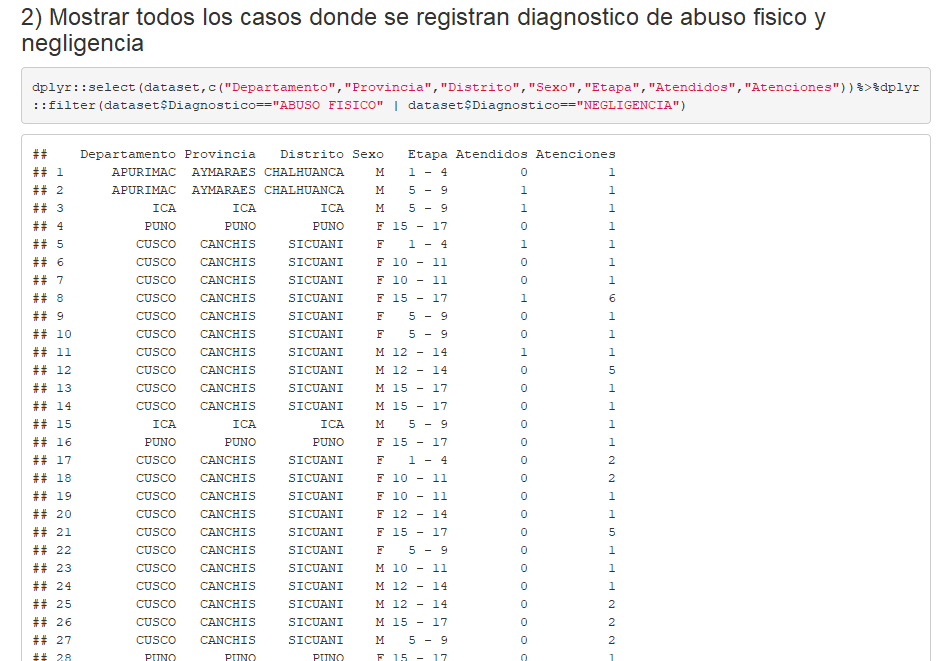 2) Mostrar todos los casos donde se registran diagnostico de abuso fisico y
negligencia
dplyr::select(dataset,c("Departamento","Provincia","Distrito","Sexo","Etapa","Atendidos","Atenciones"))%>%dplyr
::filter(dataset$Diagnostico=="ABUSO FISICO" | dataset$Diagnostico=="NEGLIGENCIA")
##    Departamento Provincia   Distrito Sexo   Etapa Atendidos Atenciones
## 1      APURIMAC  AYMARAES CHALHUANCA    M   1 - 4         0          1
## 2      APURIMAC  AYMARAES CHALHUANCA    M   5 - 9         1          1
## 3           ICA       ICA        ICA    M   5 - 9         1          1
## 4          PUNO      PUNO       PUNO    F 15 - 17         0          1
## 5         CUSCO   CANCHIS    SICUANI    F   1 - 4         1          1
## 6         CUSCO   CANCHIS    SICUANI    F 10 - 11         0          1
## 7         CUSCO   CANCHIS    SICUANI    F 10 - 11         0          1
## 8         CUSCO   CANCHIS    SICUANI    F 15 - 17         1          6
## 9         CUSCO   CANCHIS    SICUANI    F   5 - 9         0          1
## 10        CUSCO   CANCHIS    SICUANI    F   5 - 9         0          1
## 11        CUSCO   CANCHIS    SICUANI    M 12 - 14         1          1
## 12        CUSCO   CANCHIS    SICUANI    M 12 - 14         0          5
## 13        CUSCO   CANCHIS    SICUANI    M 15 - 17         0          1
## 14        CUSCO   CANCHIS    SICUANI    M 15 - 17         0          1
## 15          ICA       ICA        ICA    M   5 - 9         0          1
## 16         PUNO      PUNO       PUNO    F 15 - 17         0          1
## 17        CUSCO   CANCHIS    SICUANI    F   1 - 4         0          2
## 18        CUSCO   CANCHIS    SICUANI    F 10 - 11         0          2
## 19        CUSCO   CANCHIS    SICUANI    F 10 - 11         0          1
## 20        CUSCO   CANCHIS    SICUANI    F 12 - 14         0          1
## 21        CUSCO   CANCHIS    SICUANI    F 15 - 17         0          5
## 22        CUSCO   CANCHIS    SICUANI    F   5 - 9         0          1
## 23        CUSCO   CANCHIS    SICUANI    M 10 - 11         0          1
## 24        CUSCO   CANCHIS    SICUANI    M 12 - 14         0          1
## 25        CUSCO   CANCHIS    SICUANI    M 12 - 14         0          2
## 26        CUSCO   CANCHIS    SICUANI    M 15 - 17         0          2
## 27        CUSCO   CANCHIS    SICUANI    M   5 - 9         0          2
## 28         PUNO      PUNO       PUNO    F 15 - 17         0          1